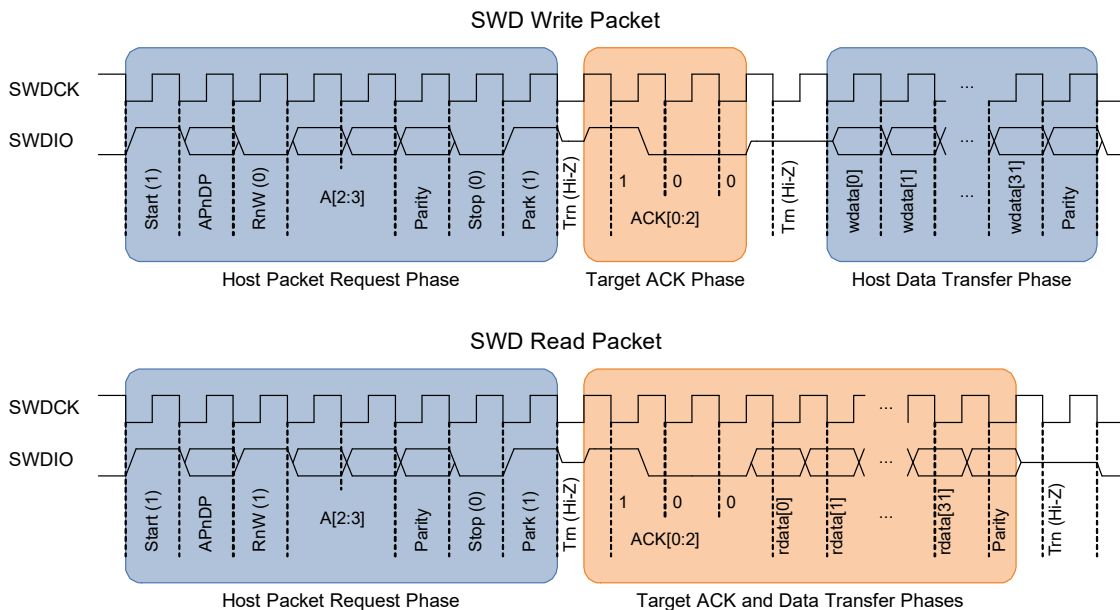 SWD Write Packet
SWDCK
...
SWDIO
Start (1)
APnDP
RnW (0)
A[2:3]
Parity
Stop (0)
Park (1)
Trn (Hi-Z)
1
0
0
ACK[0:2]
Trn (Hi-Z)
wdata[0]
wdata[1]
...
wdata[31]
Parity
Host Packet Request Phase
Target ACK Phase
Host Data Transfer Phase
SWD Read Packet
SWDCK
...
SWDIO
...
Start (1)
APnDP
RnW (1)
A[2:3]
Parity
Stop (0)
Park (1)
Trn (Hi-Z)
1
0
0
ACK[0:2]
rdata[0]
rdata[1]
...
rdata[31]
Parity
Trn (Hi-Z)
Host Packet Request Phase
Target ACK and Data Transfer Phases